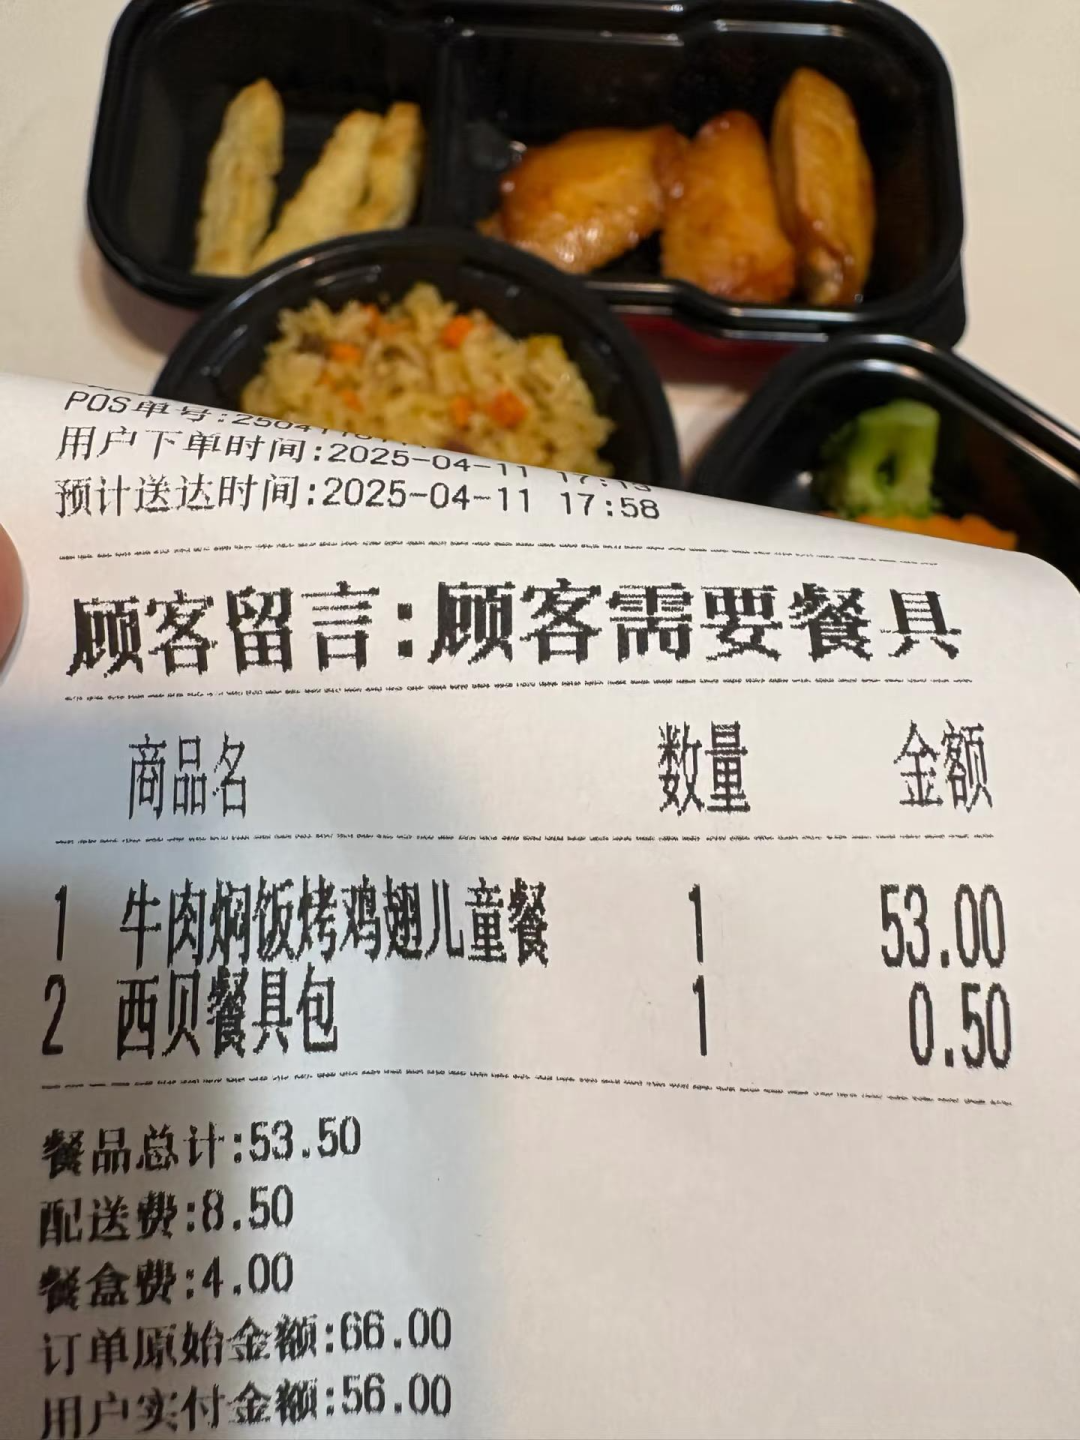 POS单号:250411
用户下单时间:2025-04-11 17:13
预计送达时间:2025-04-11 17:58
顾客留言:顾客需要餐具
商品名 数量 金额
1 牛肉焖饭烤鸡翅儿童餐 1 53.00
2 西贝餐具包 1 0.50
餐品总计:53.50
配送费:8.50
餐盒费:4.00
订单原始金额:66.00
用户实付金额:56.00